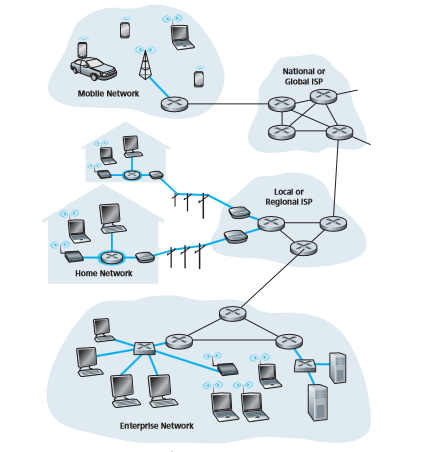 National or
Global ISP
Mobile Network
Local or
Regional ISP
Home Network
Enterprise Network